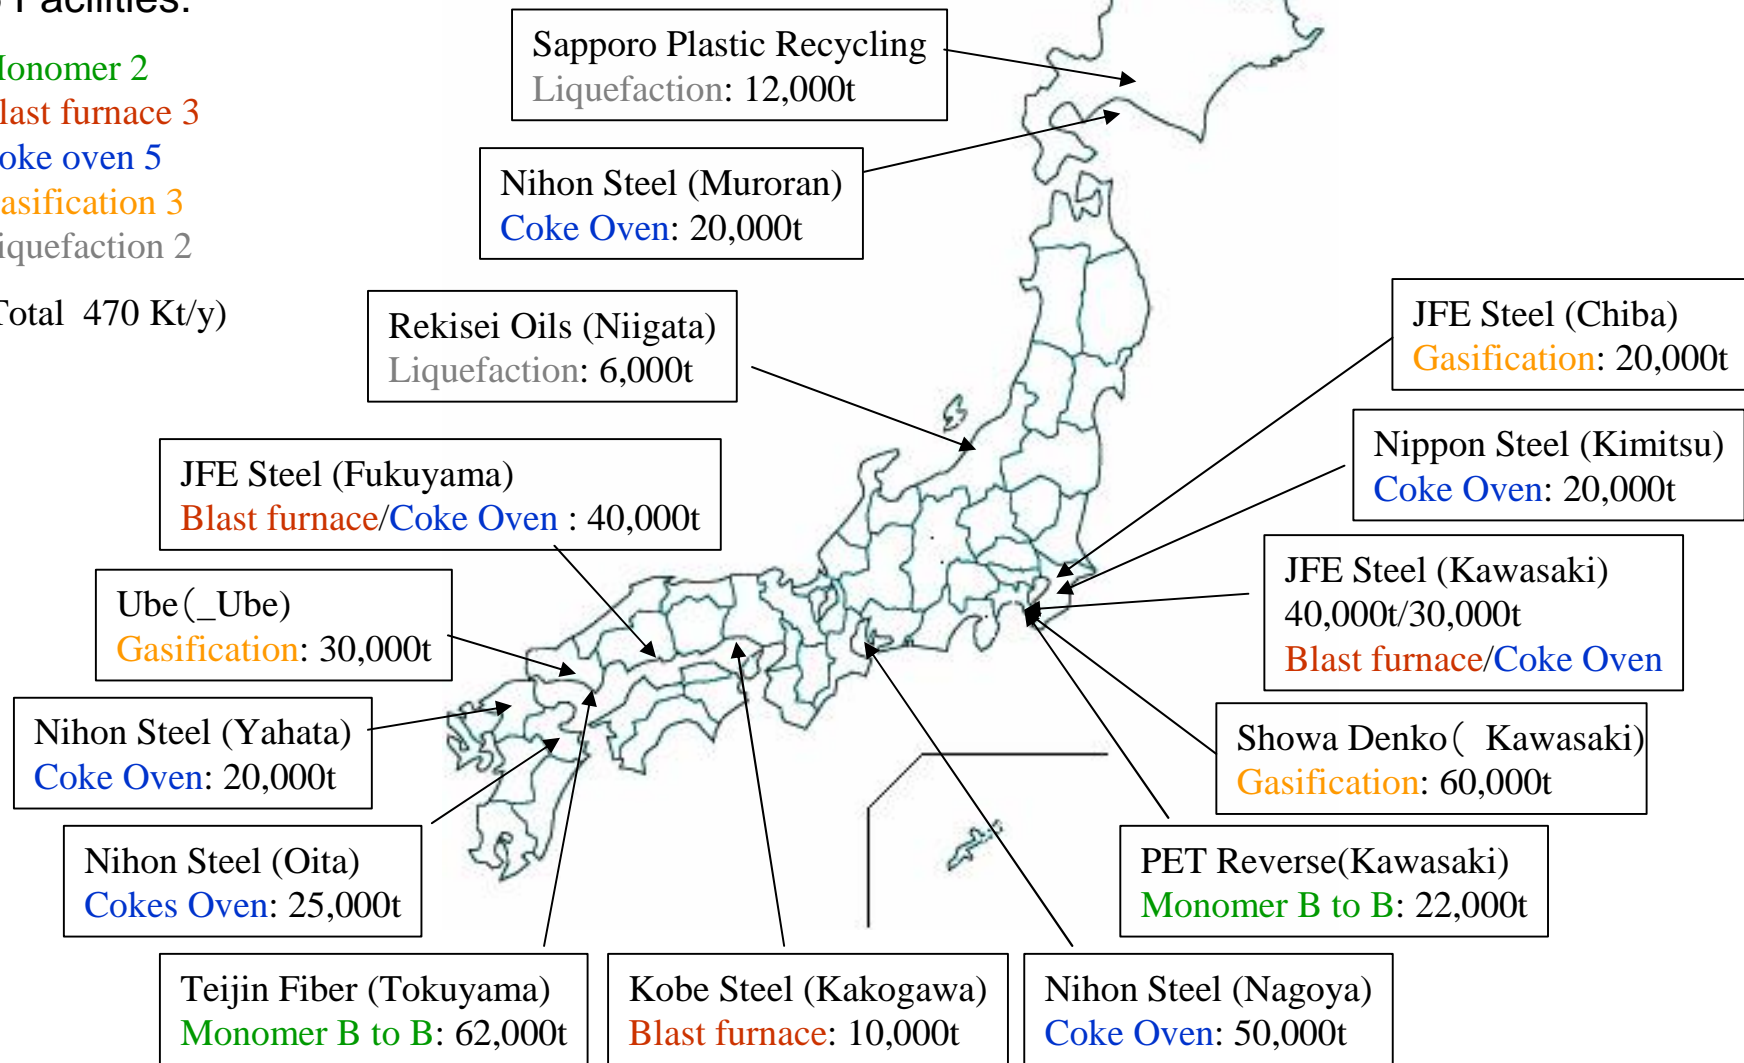 Facilities:
onomer 2
last furnace 3
oke oven 5
asification 3
iquefaction 2
Total 470 Kt/y)
Sapporo Plastic Recycling
Liquefaction: 12,000t
Nihon Steel (Muroran)
Coke Oven: 20,000t
Rekisei Oils (Niigata)
Liquefaction: 6,000t
JFE Steel (Chiba)
Gasification: 20,000t
Nippon Steel (Kimitsu)
Coke Oven: 20,000t
JFE Steel (Fukuyama)
Blast furnace/Coke Oven : 40,000t
JFE Steel (Kawasaki)
40,000t/30,000t
Blast furnace/Coke Oven
Ube(_Ube)
Gasification: 30,000t
Nihon Steel (Yahata)
Coke Oven: 20,000t
Showa Denko( Kawasaki)
Gasification: 60,000t
Nihon Steel (Oita)
Cokes Oven: 25,000t
PET Reverse(Kawasaki)
Monomer B to B: 22,000t
Teijin Fiber (Tokuyama)
Monomer B to B: 62,000t
Kobe Steel (Kakogawa)
Blast furnace: 10,000t
Nihon Steel (Nagoya)
Coke Oven: 50,000t